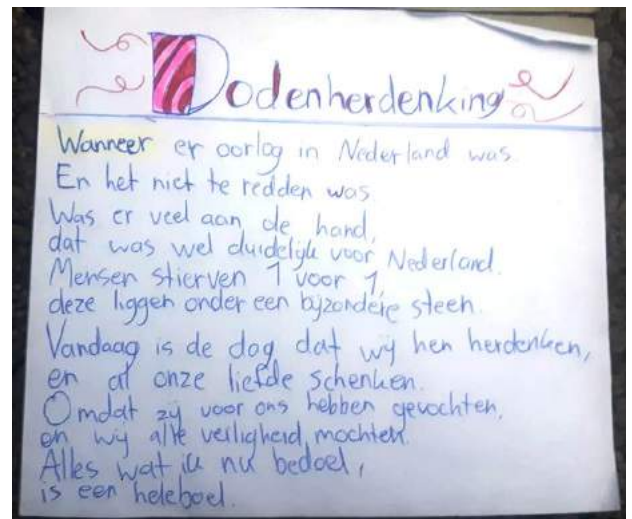 Dodenherdenking
Wanneer er oorlog in Nederland was.
En het niet te redden was
Was er veel aan de hand,
dat was wel duidelijk voor Nederland.
Mensen stierven 1 voor 1,
deze liggen onder een bijzondere steen.
Vandaag is de dag dat wij hen herdenken,
en al onze liefde schenken.
Omdat zij voor ons hebben gevochten,
en wij alle veiligheid mochten.
Alles wat ik nu bedoel,
is een heleboel.